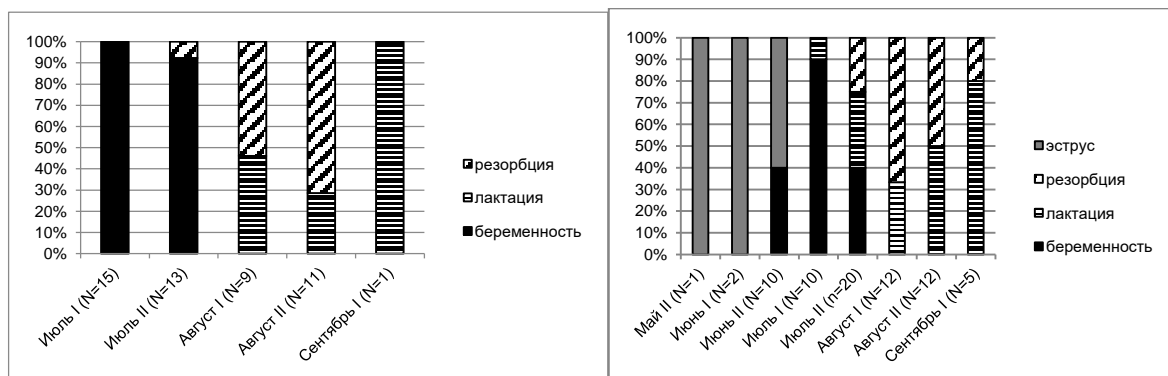 100%
90%
80%
70%
60%
50%
40%
30%
20%
10%
0%
Июль I (N=15)
Июль II (N=13)
Август I (N=9)
Август II (N=11)
Сентябрь I (N=1)
резорбция
лактация
беременность
100%
90%
80%
70%
60%
50%
40%
30%
20%
10%
0%
Май II (N=1)
Июнь I (N=2)
Июнь II (N=10)
Июль I (N=10)
Июль II (n=20)
Август I (N=12)
Август II (N=12)
Сентябрь I (N=5)
эструс
резорбция
лактация
беременность